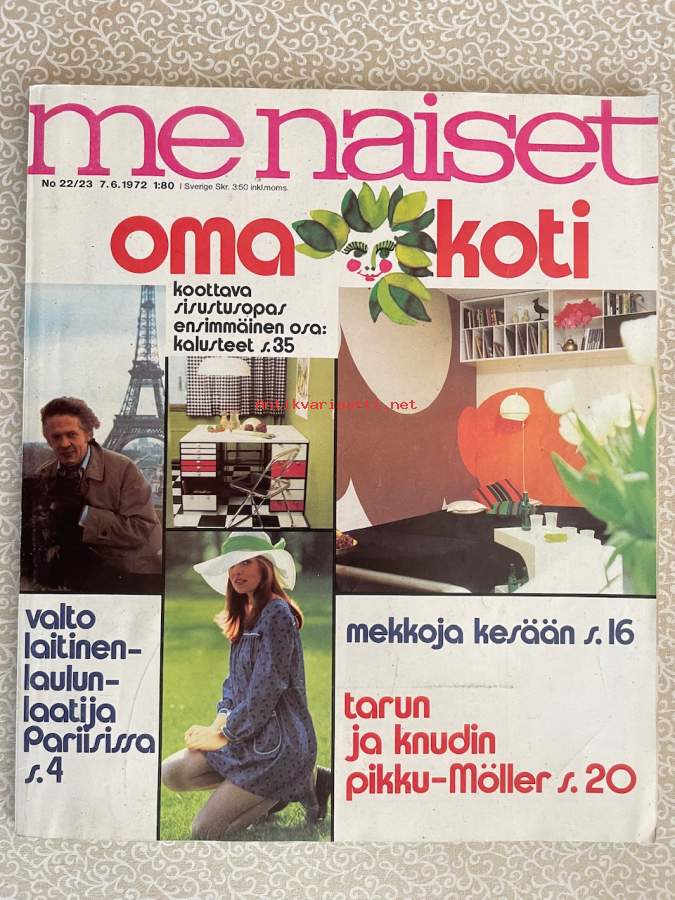 me naiset
No 22/23 7.6.1972 1:80 | Sverige Skr. 3:50 inkl.moms.
oma koti
koottava
sisustusopas
ensimmäinen osa:
kalusteet s.35
antikvariaatti.net
valto
laitinen-
laulun-
laatija
Pariisissa
s.4
mekkoja kesään s.16
tarun
ja knudin
pikku-Möller s.20